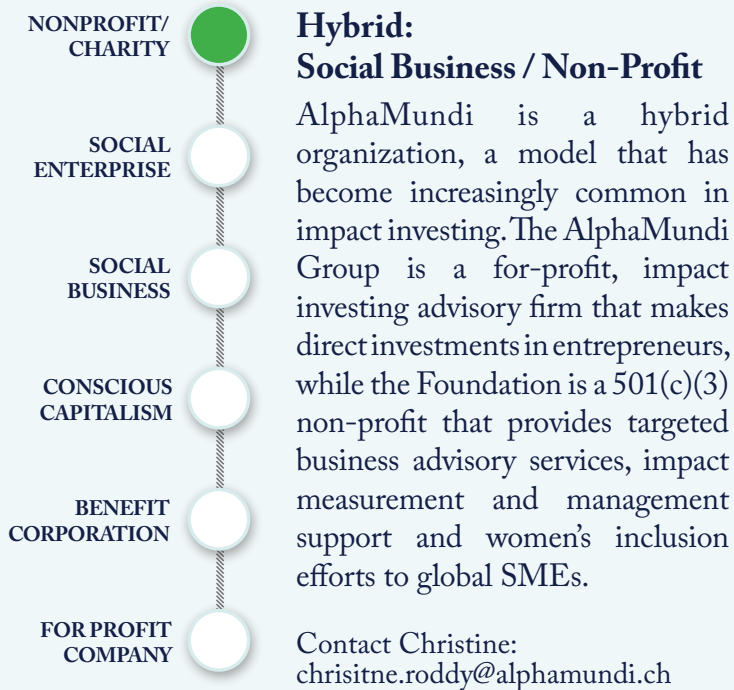 NONPROFIT/
CHARITY
SOCIAL
ENTERPRISE
SOCIAL
BUSINESS
CONSCIOUS
CAPITALISM
BENEFIT
CORPORATION
FOR PROFIT
COMPANY
Hybrid:
Social Business / Non-Profit
AlphaMundi is a hybrid
organization, a model that has
become increasingly common in
impact investing. The AlphaMundi
Group is a for-profit, impact
investing advisory firm that makes
direct investments in entrepreneurs,
while the Foundation is a 501(c)(3)
non-profit that provides targeted
business advisory services, impact
measurement and management
support and women's inclusion
efforts to global SMEs.
Contact Christine:
chrisitne.roddy@alphamundi.ch